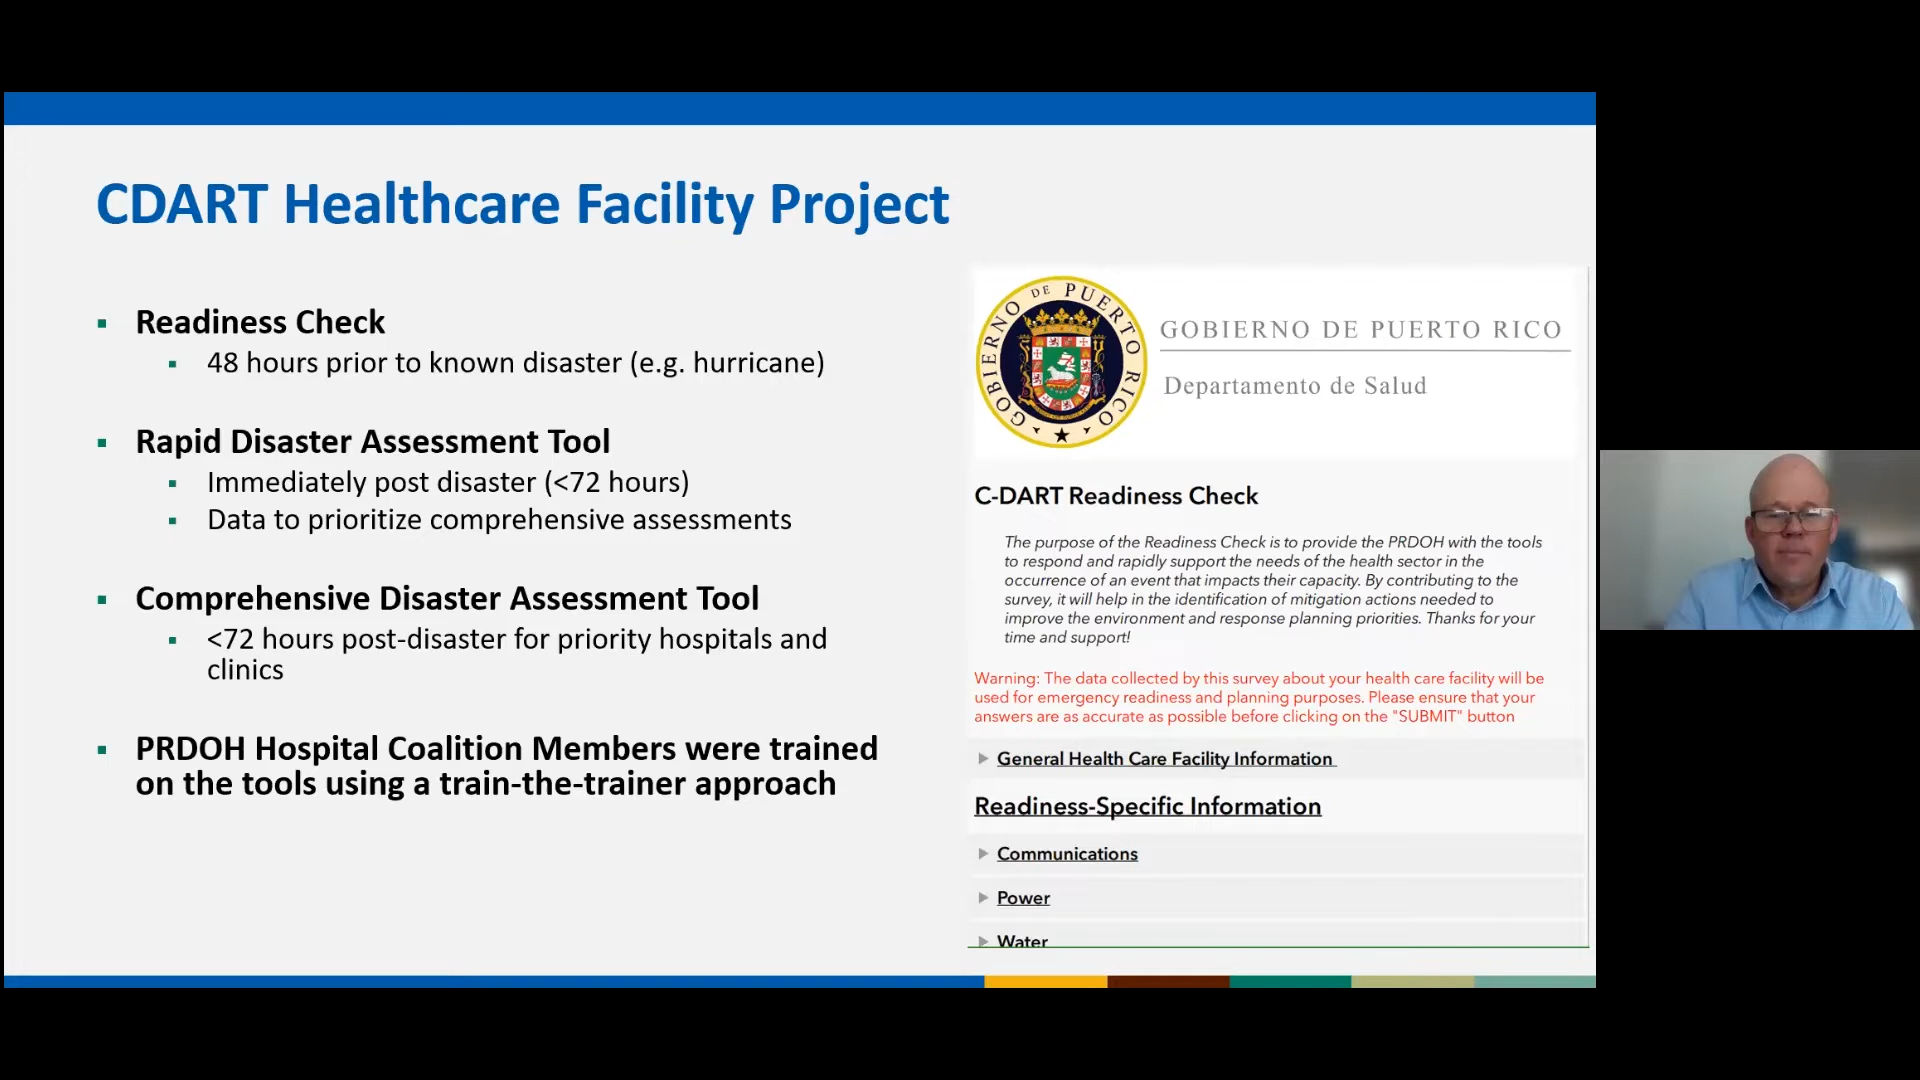 CDART Healthcare Facility Project
▪ Readiness Check
▪ 48 hours prior to known disaster (e.g. hurricane)
▪ Rapid Disaster Assessment Tool
▪ Immediately post disaster (<72 hours)
▪ Data to prioritize comprehensive assessments
▪ Comprehensive Disaster Assessment Tool
▪ <72 hours post-disaster for priority hospitals and
clinics
▪ PRDOH Hospital Coalition Members were trained
on the tools using a train-the-trainer approach
GOBIERNO DE PUERTO RICO
GOBIERNO DE PUERTO RICO
Departamento de Salud
C-DART Readiness Check
The purpose of the Readiness Check is to provide the PRDOH with the tools
to respond and rapidly support the needs of the health sector in the
occurrence of an event that impacts their capacity. By contributing to the
survey, it will help in the identification of mitigation actions needed to
improve the environment and response planning priorities. Thanks for your
time and support!
Warning: The data collected by this survey about your health care facility will be
used for emergency readiness and planning purposes. Please ensure that your
answers are as accurate as possible before clicking on the "SUBMIT" button
General Health Care Facility Information
Readiness-Specific Information
Communications
Power
Water